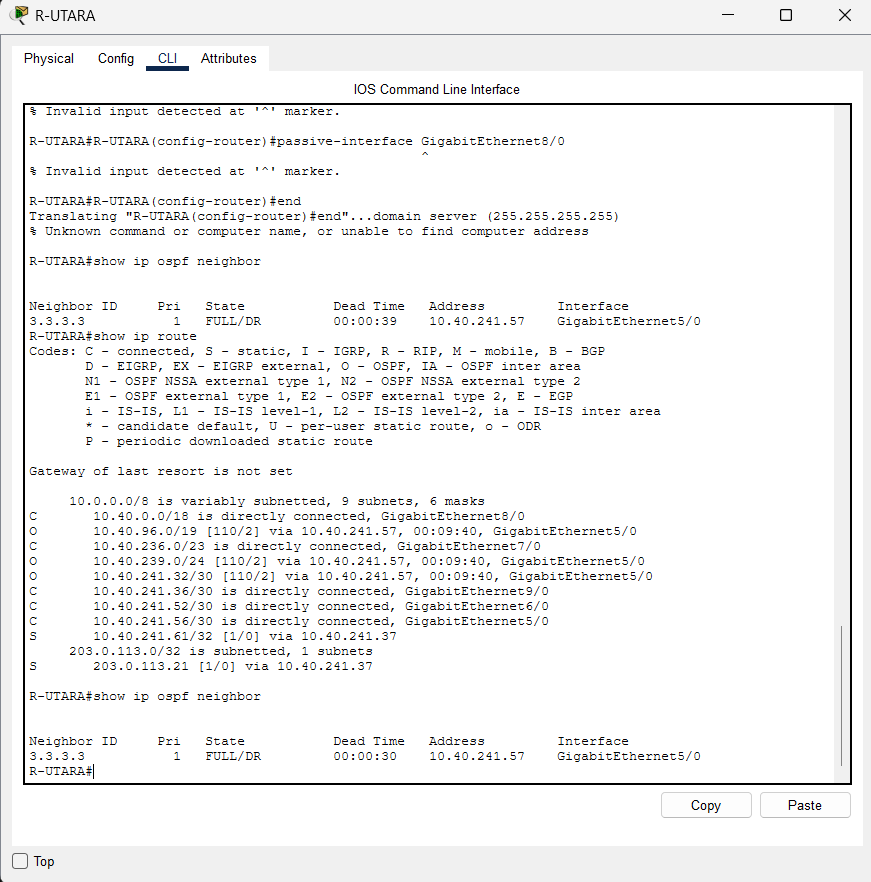 R-UTARA
Physical Config CLI Attributes
IOS Command Line Interface
% Invalid input detected at '^' marker.
R-UTARA#R-UTARA(config-router)#passive-interface GigabitEthernet8/0
^
% Invalid input detected at '^' marker.
R-UTARA#R-UTARA(config-router)#end
Translating "R-UTARA(config-router)#end"...domain server (255.255.255.255)
% Unknown command or computer name, or unable to find computer address
R-UTARA#show ip ospf neighbor
Neighbor ID     Pri   State           Dead Time   Address         Interface
3.3.3.3           1   FULL/DR         00:00:39    10.40.241.57    GigabitEthernet5/0
R-UTARA#show ip route
Codes: C - connected, S - static, I - IGRP, R - RIP, M - mobile, B - BGP
       D - EIGRP, EX - EIGRP external, O - OSPF, IA - OSPF inter area
       N1 - OSPF NSSA external type 1, N2 - OSPF NSSA external type 2
       E1 - OSPF external type 1, E2 - OSPF external type 2, E - EGP
       i - IS-IS, L1 - IS-IS level-1, L2 - IS-IS level-2, ia - IS-IS inter area
       * - candidate default, U - per-user static route, o - ODR
       P - periodic downloaded static route
Gateway of last resort is not set
     10.0.0.0/8 is variably subnetted, 9 subnets, 6 masks
C       10.40.0.0/18 is directly connected, GigabitEthernet8/0
O       10.40.96.0/19 [110/2] via 10.40.241.57, 00:09:40, GigabitEthernet5/0
C       10.40.236.0/23 is directly connected, GigabitEthernet7/0
O       10.40.239.0/24 [110/2] via 10.40.241.57, 00:09:40, GigabitEthernet5/0
O       10.40.241.32/30 [110/2] via 10.40.241.57, 00:09:40, GigabitEthernet5/0
C       10.40.241.36/30 is directly connected, GigabitEthernet9/0
C       10.40.241.52/30 is directly connected, GigabitEthernet6/0
C       10.40.241.56/30 is directly connected, GigabitEthernet5/0
S       10.40.241.61/32 [1/0] via 10.40.241.37
     203.0.113.0/32 is subnetted, 1 subnets
S       203.0.113.21 [1/0] via 10.40.241.37
R-UTARA#show ip ospf neighbor
Neighbor ID     Pri   State           Dead Time   Address         Interface
3.3.3.3           1   FULL/DR         00:00:30    10.40.241.57    GigabitEthernet5/0
R-UTARA#
Copy Paste
Top